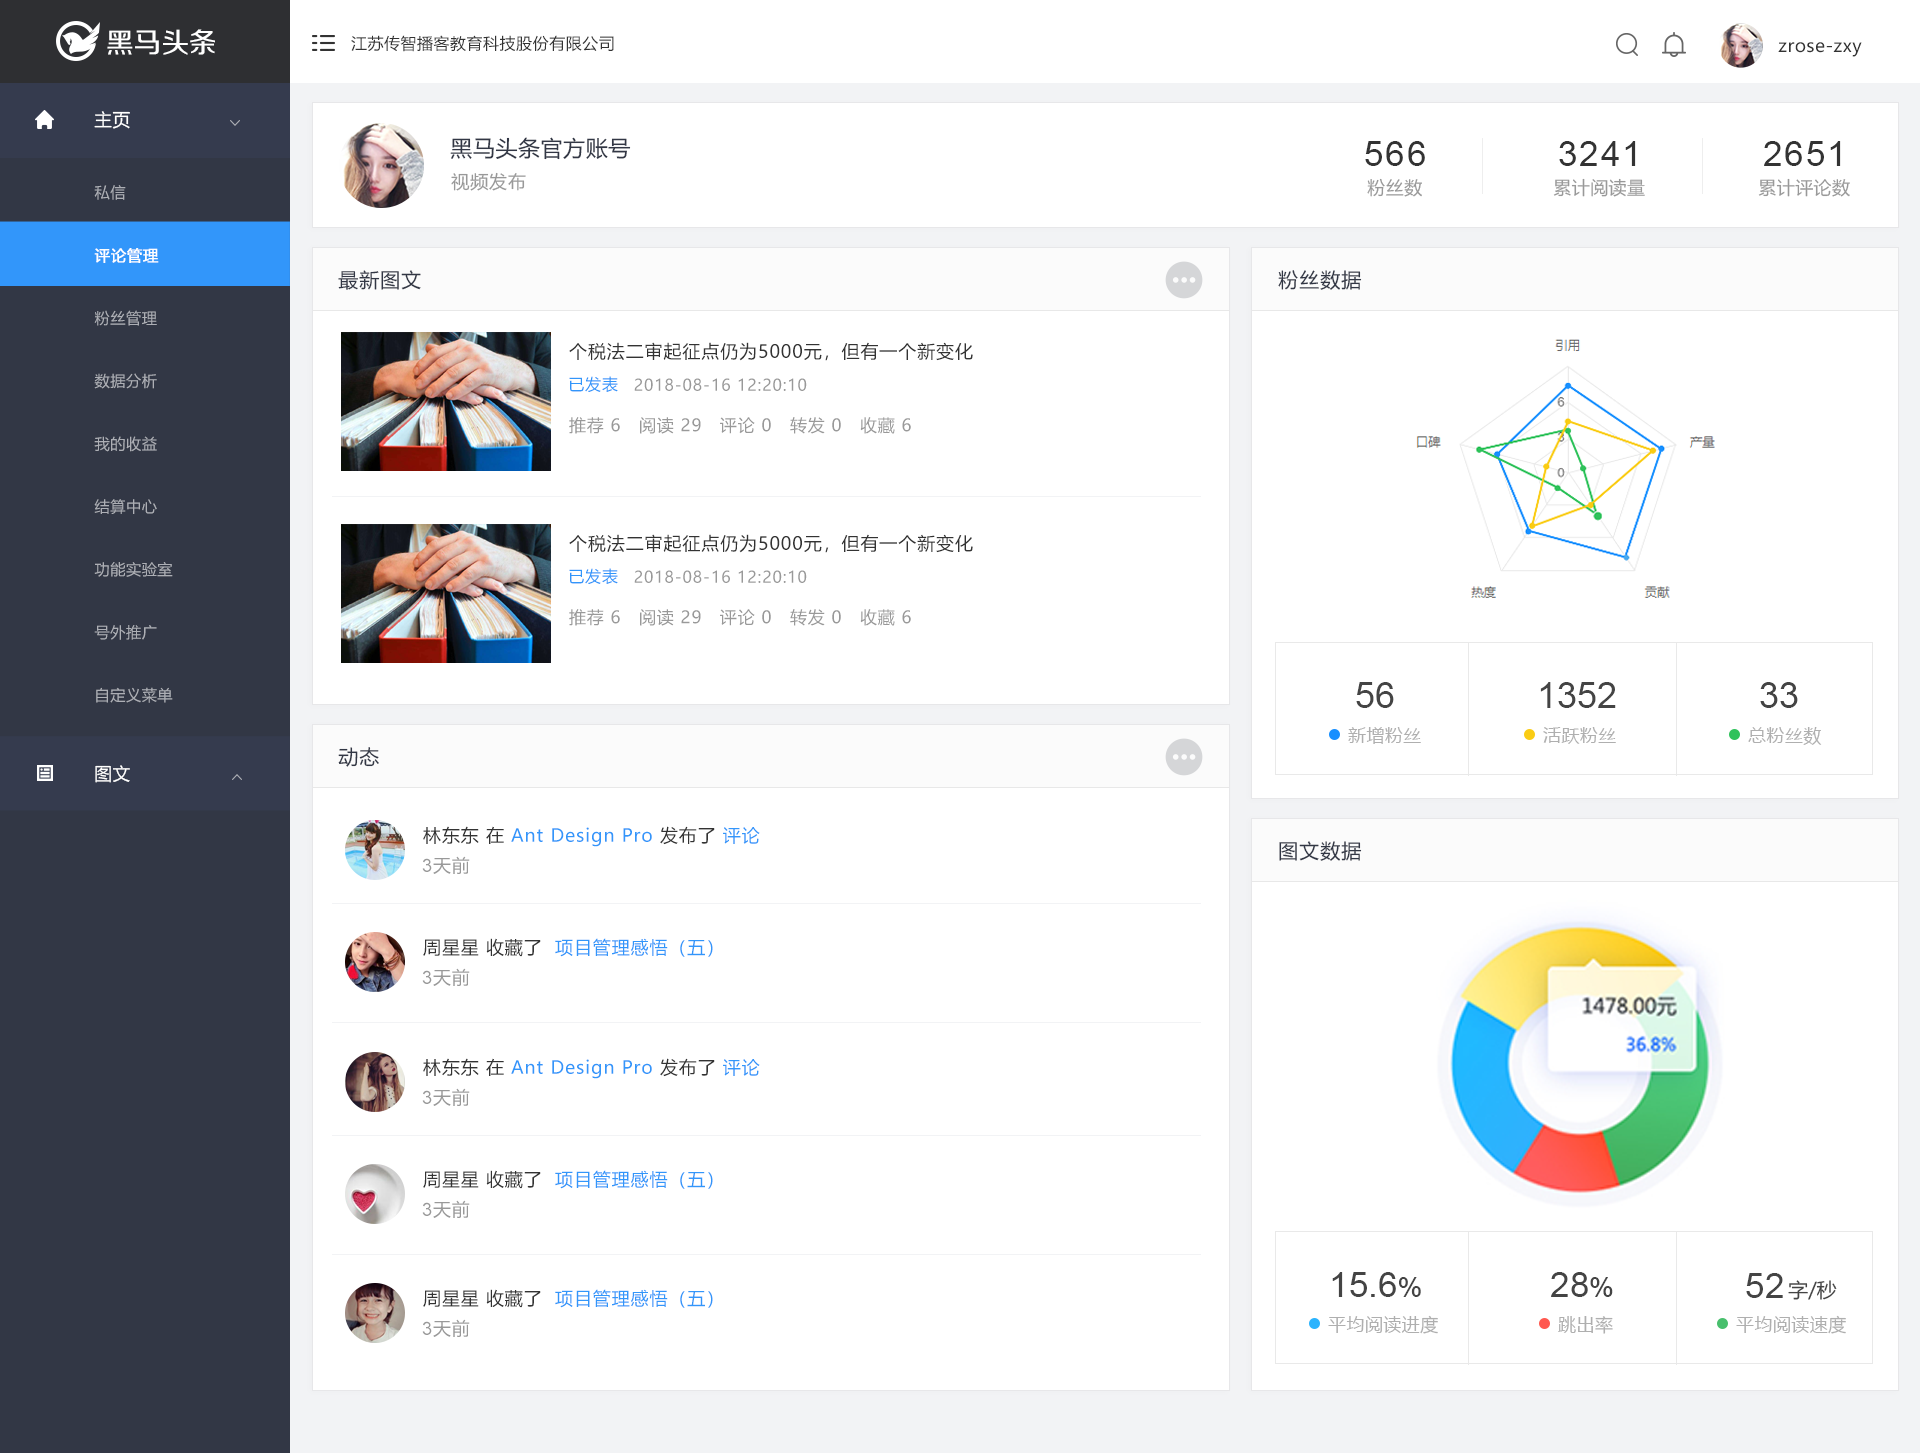 黑马头条
江苏传智播客教育科技股份有限公司
zrose-zxy
主页
私信
评论管理
粉丝管理
数据分析
我的收益
结算中心
功能实验室
号外推广
自定义菜单
图文
黑马头条官方账号
视频发布
566
粉丝数
3241
累计阅读量
2651
累计评论数
最新图文
个税法二审起征点仍为5000元，但有一个新变化
已发表 2018-08-16 12:20:10
推荐 6 阅读 29 评论 0 转发 0 收藏 6
个税法二审起征点仍为5000元，但有一个新变化
已发表 2018-08-16 12:20:10
推荐 6 阅读 29 评论 0 转发 0 收藏 6
动态
林东东 在 Ant Design Pro 发布了 评论
3天前
周星星 收藏了 项目管理感悟（五）
3天前
林东东 在 Ant Design Pro 发布了 评论
3天前
周星星 收藏了 项目管理感悟（五）
3天前
周星星 收藏了 项目管理感悟（五）
3天前
粉丝数据
引用
6
3
0
口碑
产量
热度
贡献
56
新增粉丝
1352
活跃粉丝
33
总粉丝数
图文数据
1478.00元
36.8%
15.6%
平均阅读进度
28%
跳出率
52字/秒
平均阅读速度